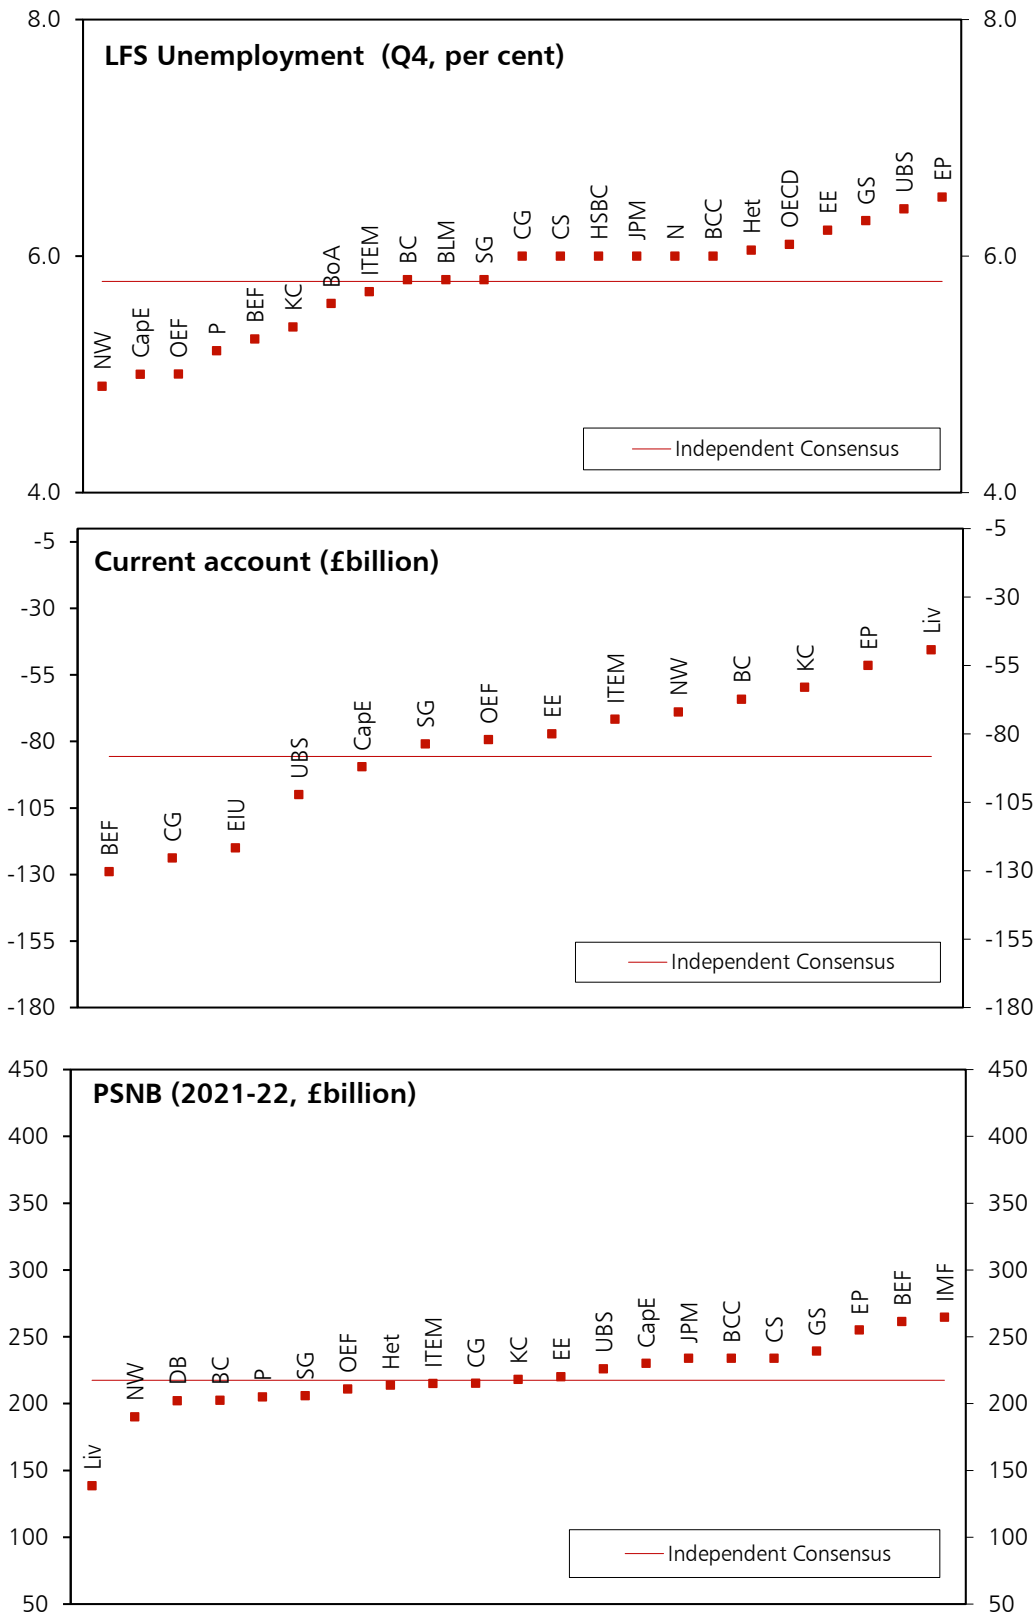 8.0 8.0
LFS Unemployment (Q4, per cent)
NW CapE OEF P BEF KC BoA ITEM BC BLM SG CG CS HSBC JPM N BCC Het OECD EE GS UBS EP
6.0 6.0
Independent Consensus
4.0 4.0
-5 -5
Current account (£billion)
-30 -30
-55 -55
-80 -80
-105 -105
-130 -130
-155 -155
-180 -180
BEF CG EIU UBS CapE SG OEF EE ITEM NW BC KC EP Liv
Independent Consensus
450 450
PSNB (2021-22, £billion)
400 400
350 350
300 300
250 250
200 200
150 150
100 100
50 50
Liv NW DB BC P SG OEF Het ITEM CG KC EE UBS CapE JPM BCC CS GS EP BEF IMF
Independent Consensus